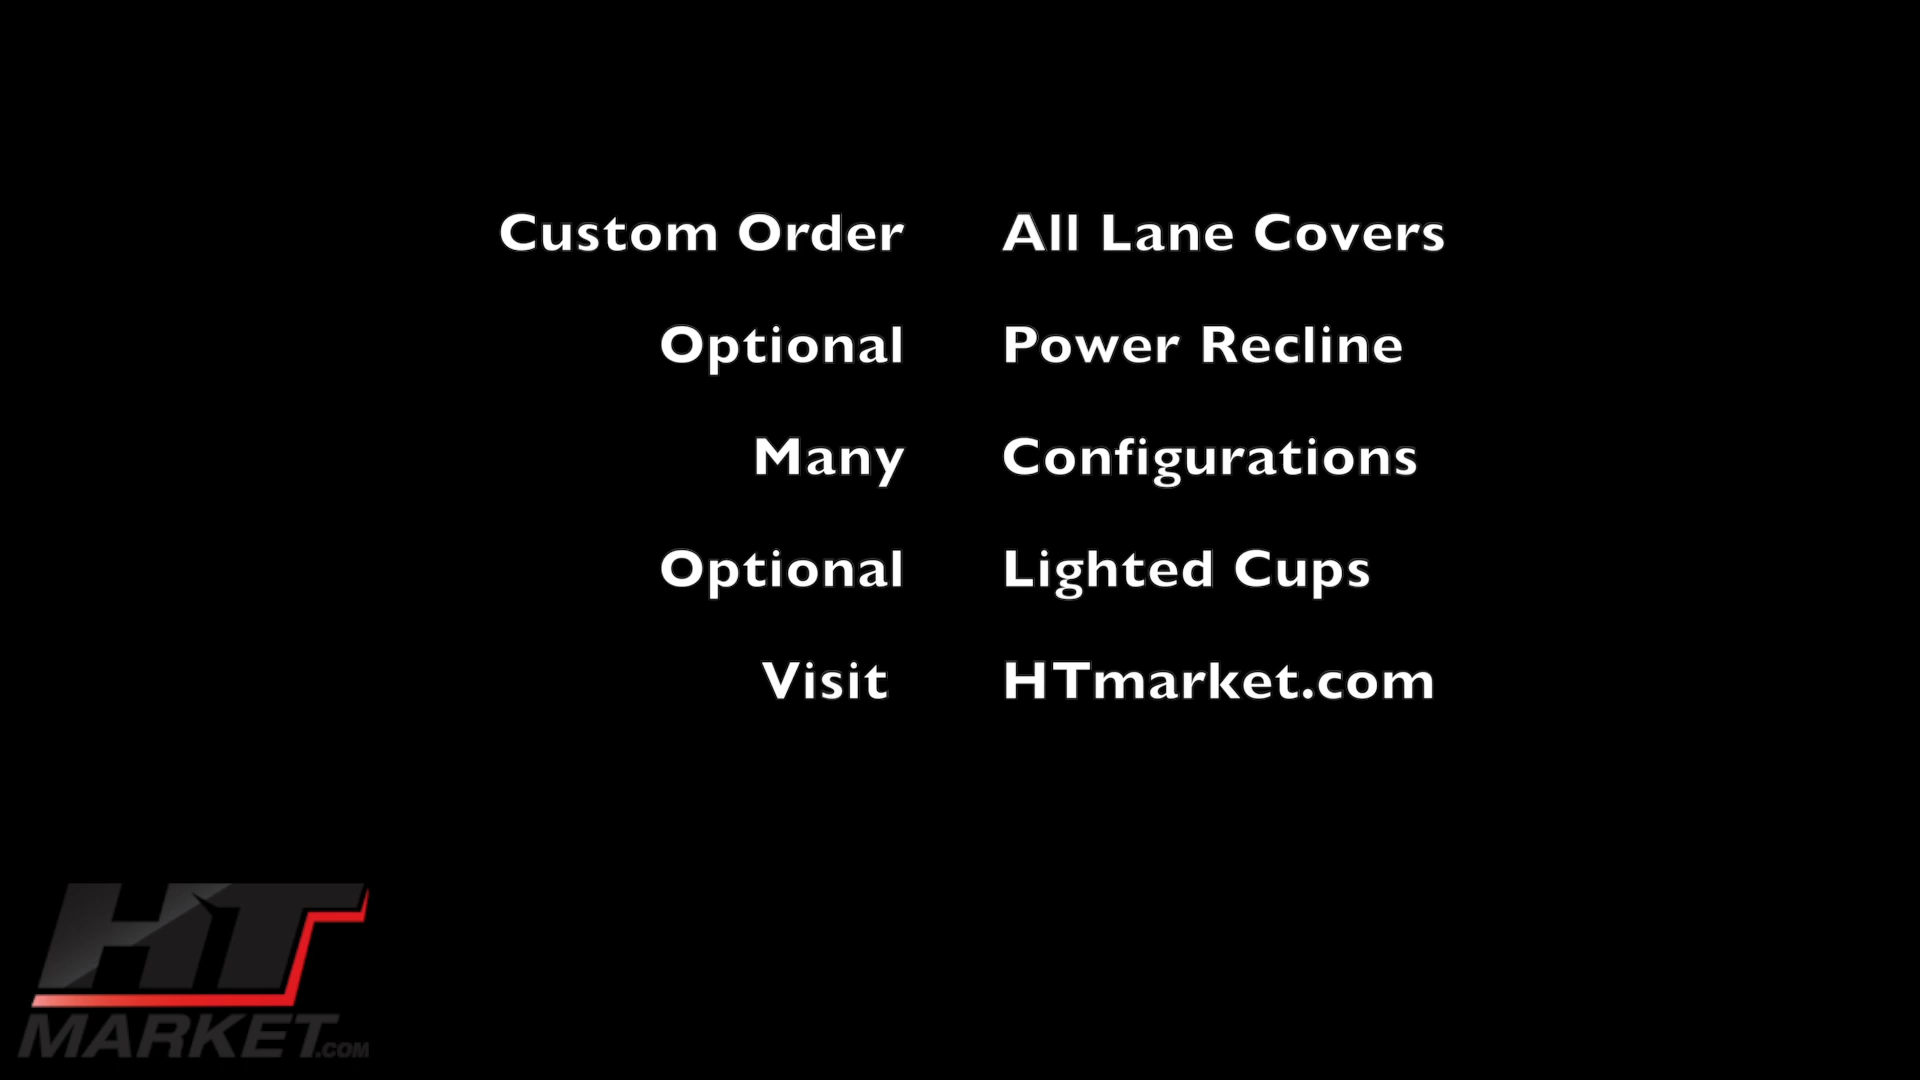 Custom Order All Lane Covers
Optional Power Recline
Many Configurations
Optional Lighted Cups
Visit HTmarket.com
HT
MARKET.COM